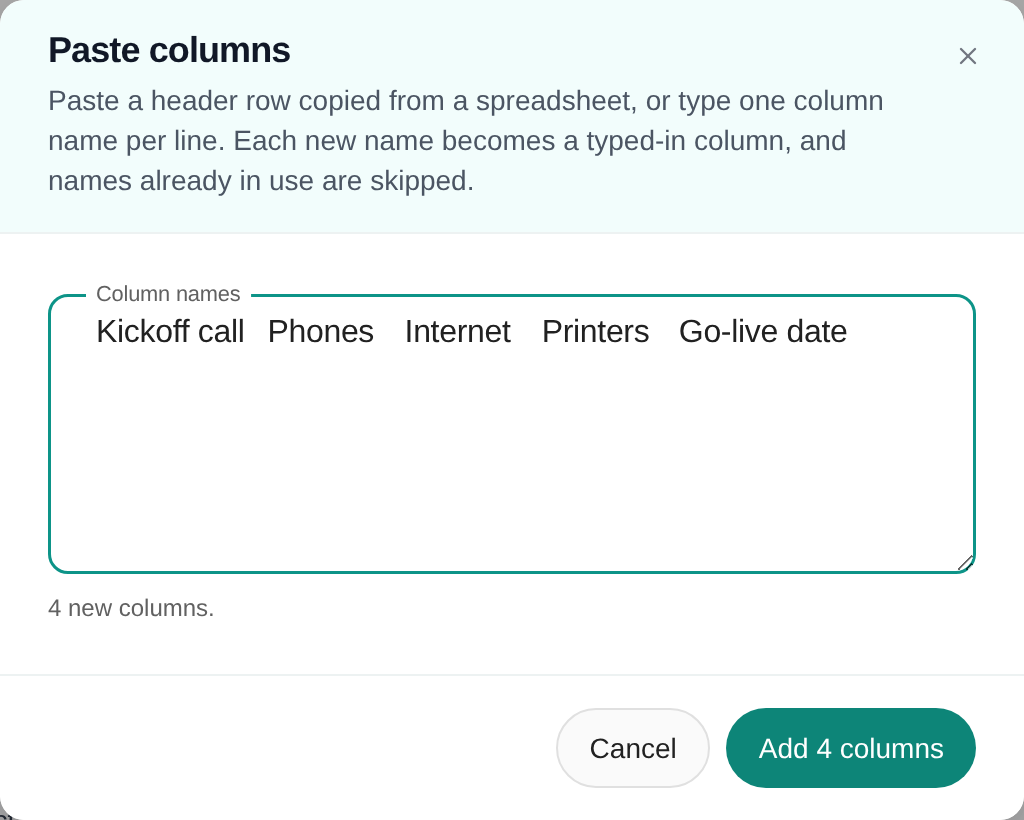 Paste columns
Paste a header row copied from a spreadsheet, or type one column
name per line. Each new name becomes a typed-in column, and
names already in use are skipped.
Column names
Kickoff call	Phones	Internet	Printers	Go-live date
4 new columns.
Cancel
Add 4 columns